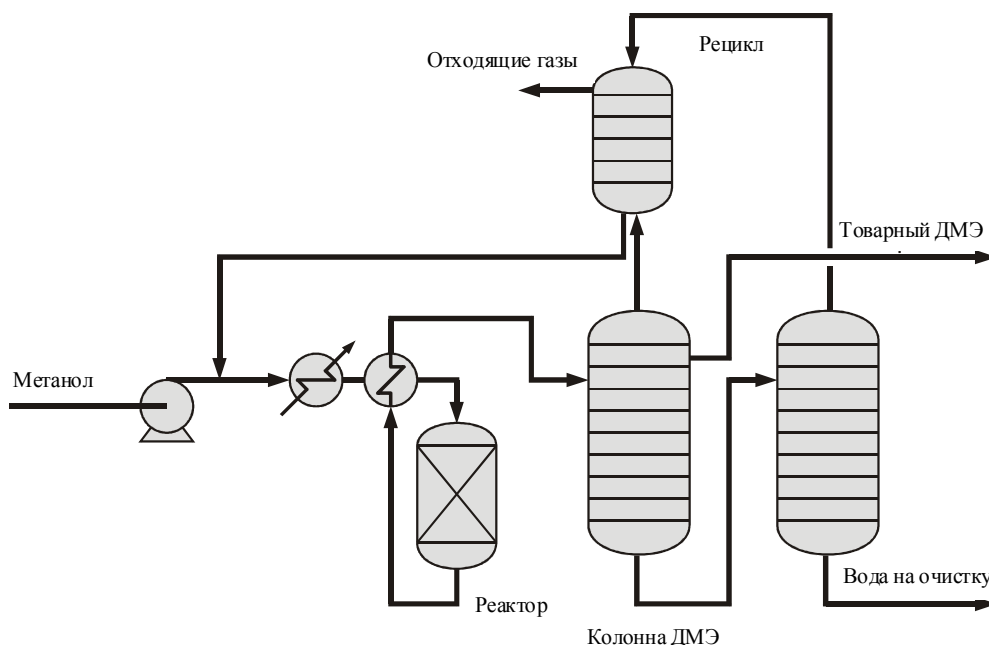 Рецикл
Отходящие газы
Товарный ДМЭ
Метанол
Вода на очистку
Реактор
Колонна ДМЭ